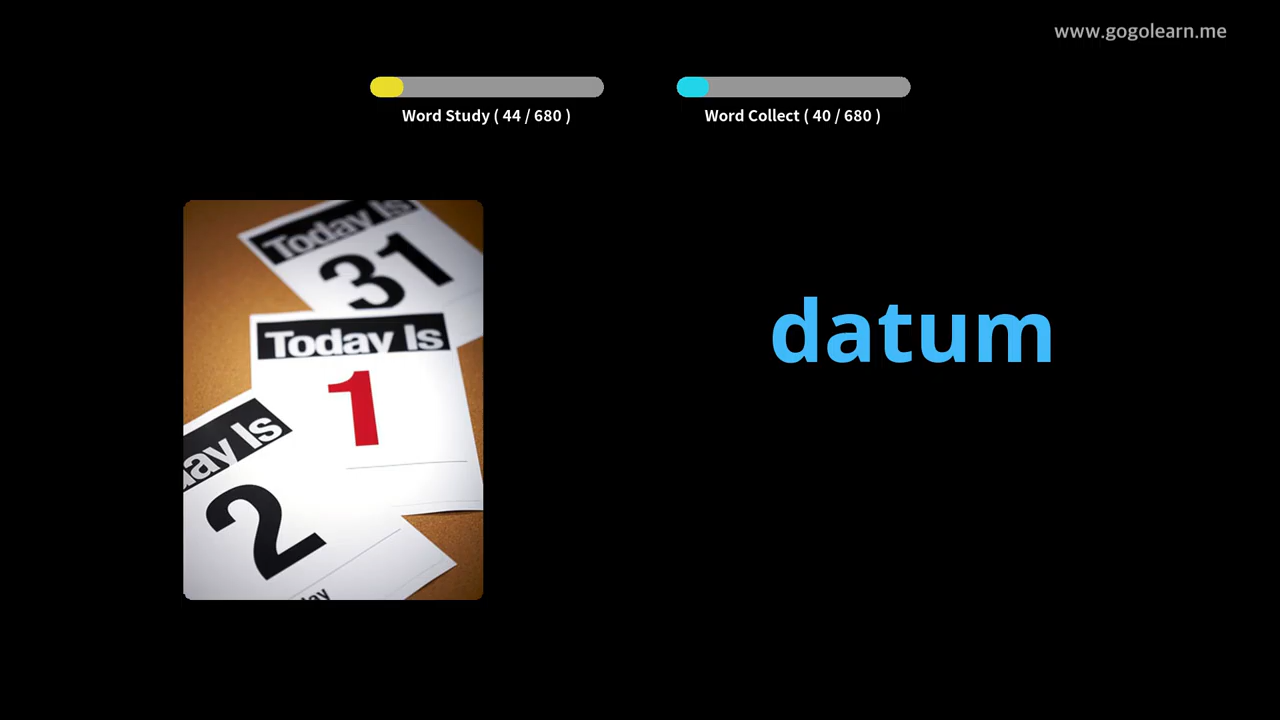 www.gogolearn.me
Word Study ( 44 / 680 )
Word Collect ( 40 / 680 )
Today Is
31
Today Is
1
datum
ay Is
2